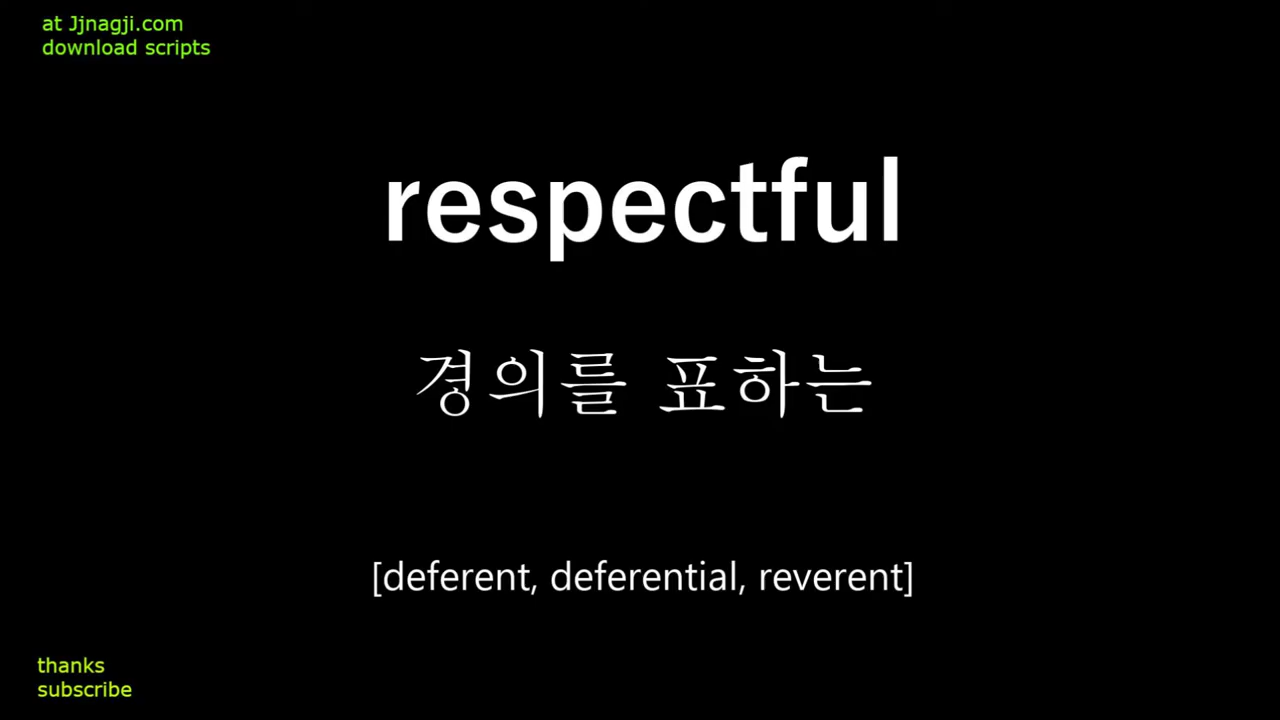 at Jjnagji.com
download scripts
respectful
경의를 표하는
[deferent, deferential, reverent]
thanks
subscribe